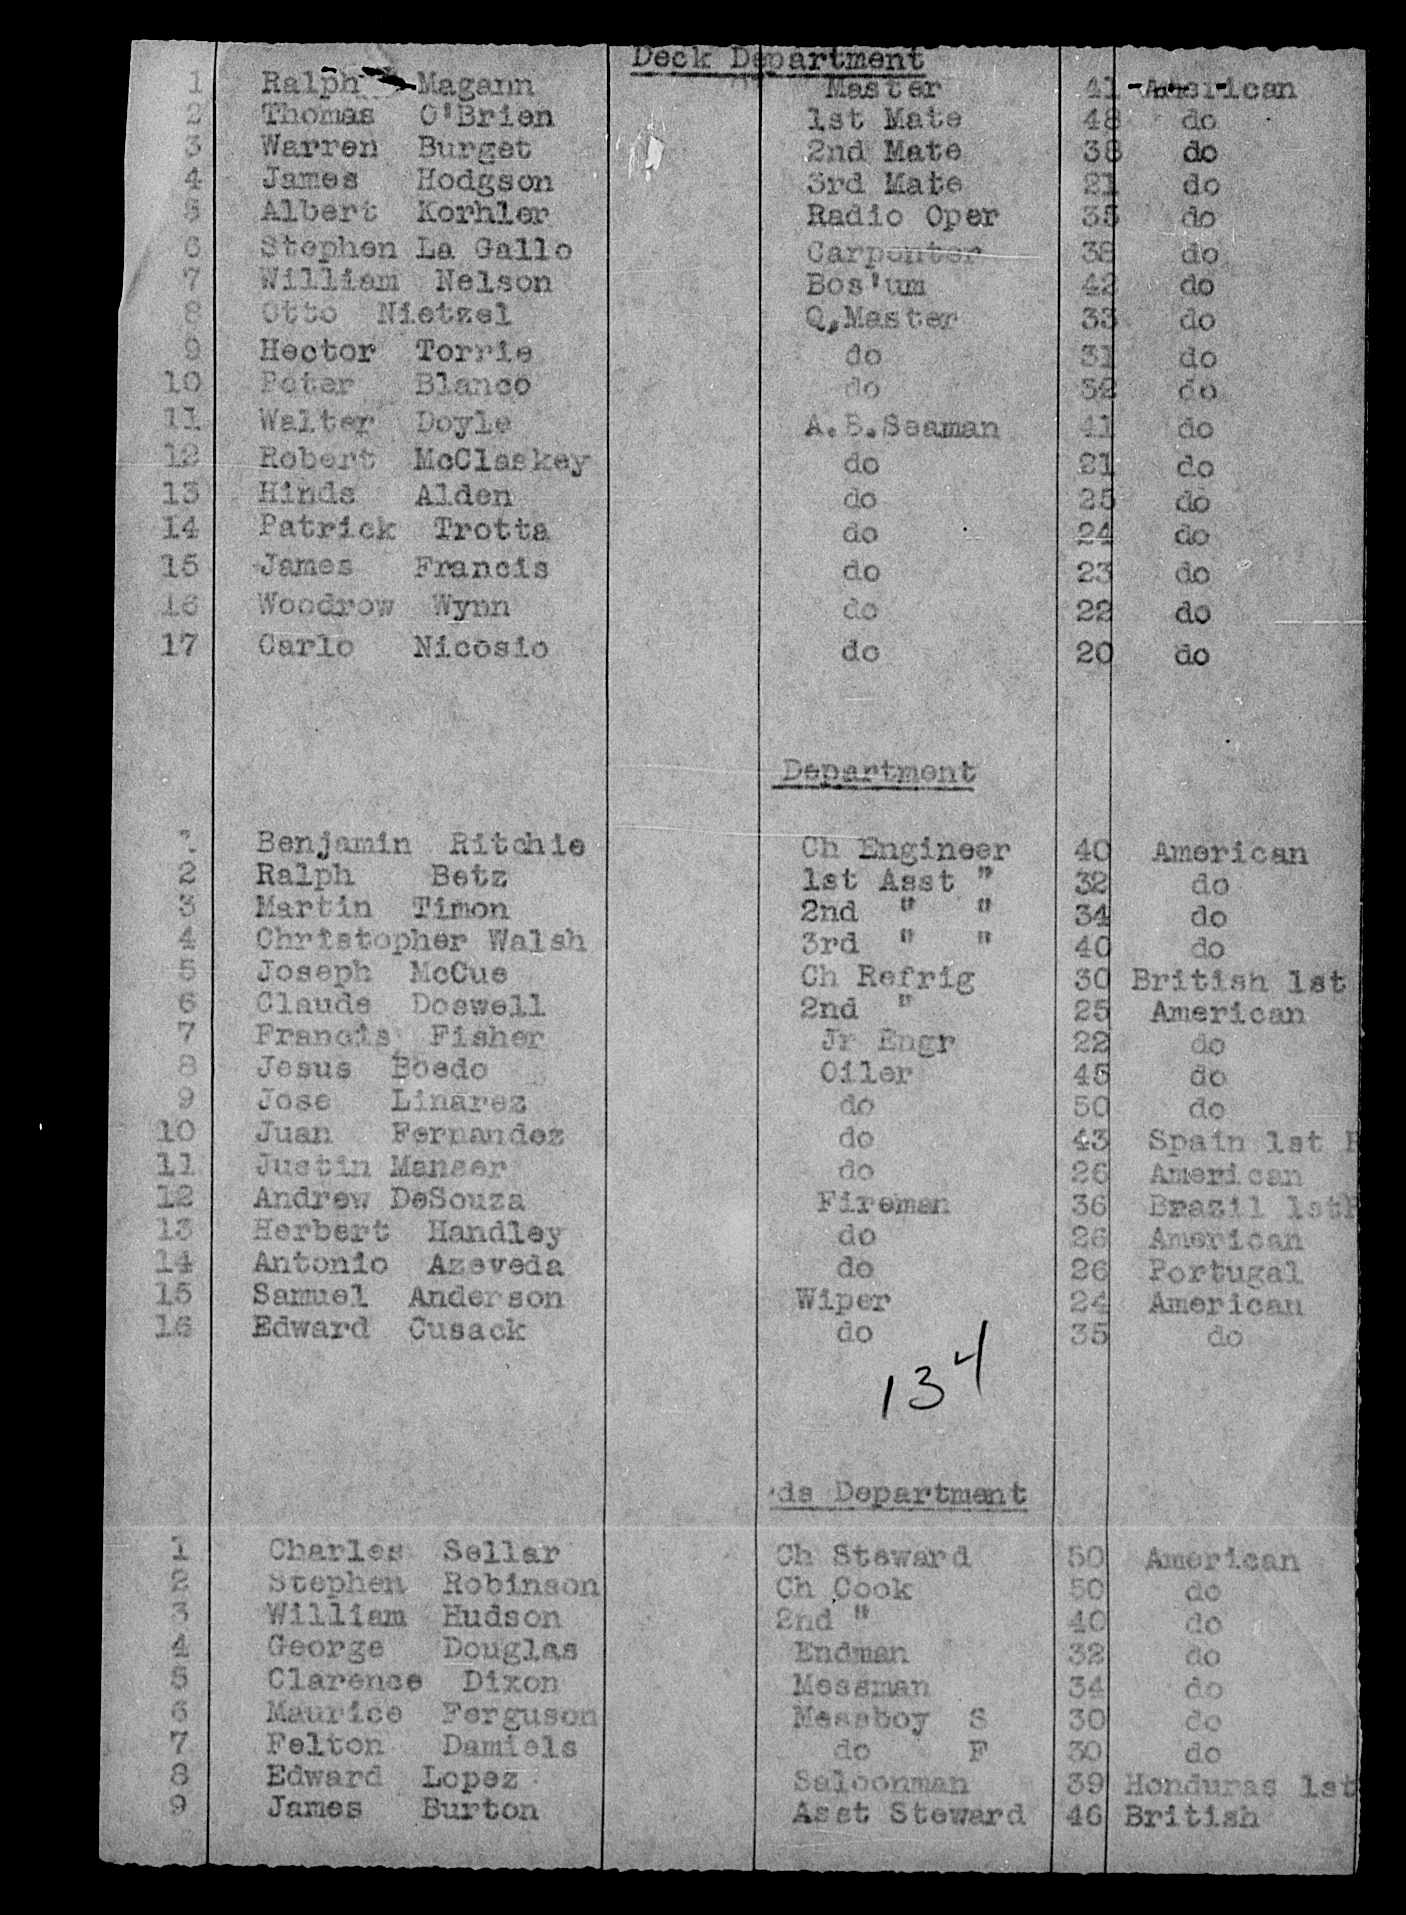 Deck Department
1 Ralph Magann Master 41 American
2 Thomas O'Brien 1st Mate 48 do
3 Warren Burget 2nd Mate 38 do
4 James Hodgson 3rd Mate 21 do
5 Albert Korhler Radio Oper 35 do
6 Stephen La Gallo Carpenter 38 do
7 William Nelson Bos'um 42 do
8 Otto Nietzel Q.Master 33 do
9 Hector Torrie do 31 do
10 Peter Blanco do 32 do
11 Walter Doyle A.B.Seaman 41 do
12 Robert McClaskey do 21 do
13 Hinds Alden do 25 do
14 Patrick Trotta do 24 do
15 James Francis do 23 do
16 Woodrow Wynn do 22 do
17 Carlo Nicosio do 20 do
Department
Benjamin Ritchie Ch Engineer 40 American
2 Ralph Betz 1st Asst " 32 do
3 Martin Timon 2nd " " 34 do
4 Christopher Walsh 3rd " " 40 do
5 Joseph McCue Ch Refrig 30 British 1st
6 Claude Doswell 2nd " 25 American
7 Francis Fisher Jr Engr 22 do
8 Jesus Boedo Oiler 45 do
9 Jose Linarez do 50 do
10 Juan Fernandez do 43 Spain 1st
11 Justin Manser do 26 American
12 Andrew DeSouza Fireman 36 Brazil 1st
13 Herbert Handley do 26 American
14 Antonio Azeveda do 26 Portugal
15 Samuel Anderson Wiper 24 American
16 Edward Cusack do 35 do
134
ds Department
1 Charles Sellar Ch Steward 50 American
2 Stephen Robinson Ch Cook 50 do
3 William Hudson 2nd " 40 do
4 George Douglas Endman 32 do
5 Clarence Dixon Messman 34 do
6 Maurice Ferguson Messboy S 30 do
7 Felton Damiels do F 30 do
8 Edward Lopez Saloonman 39 Honduras 1st
9 James Burton Asst Steward 46 British